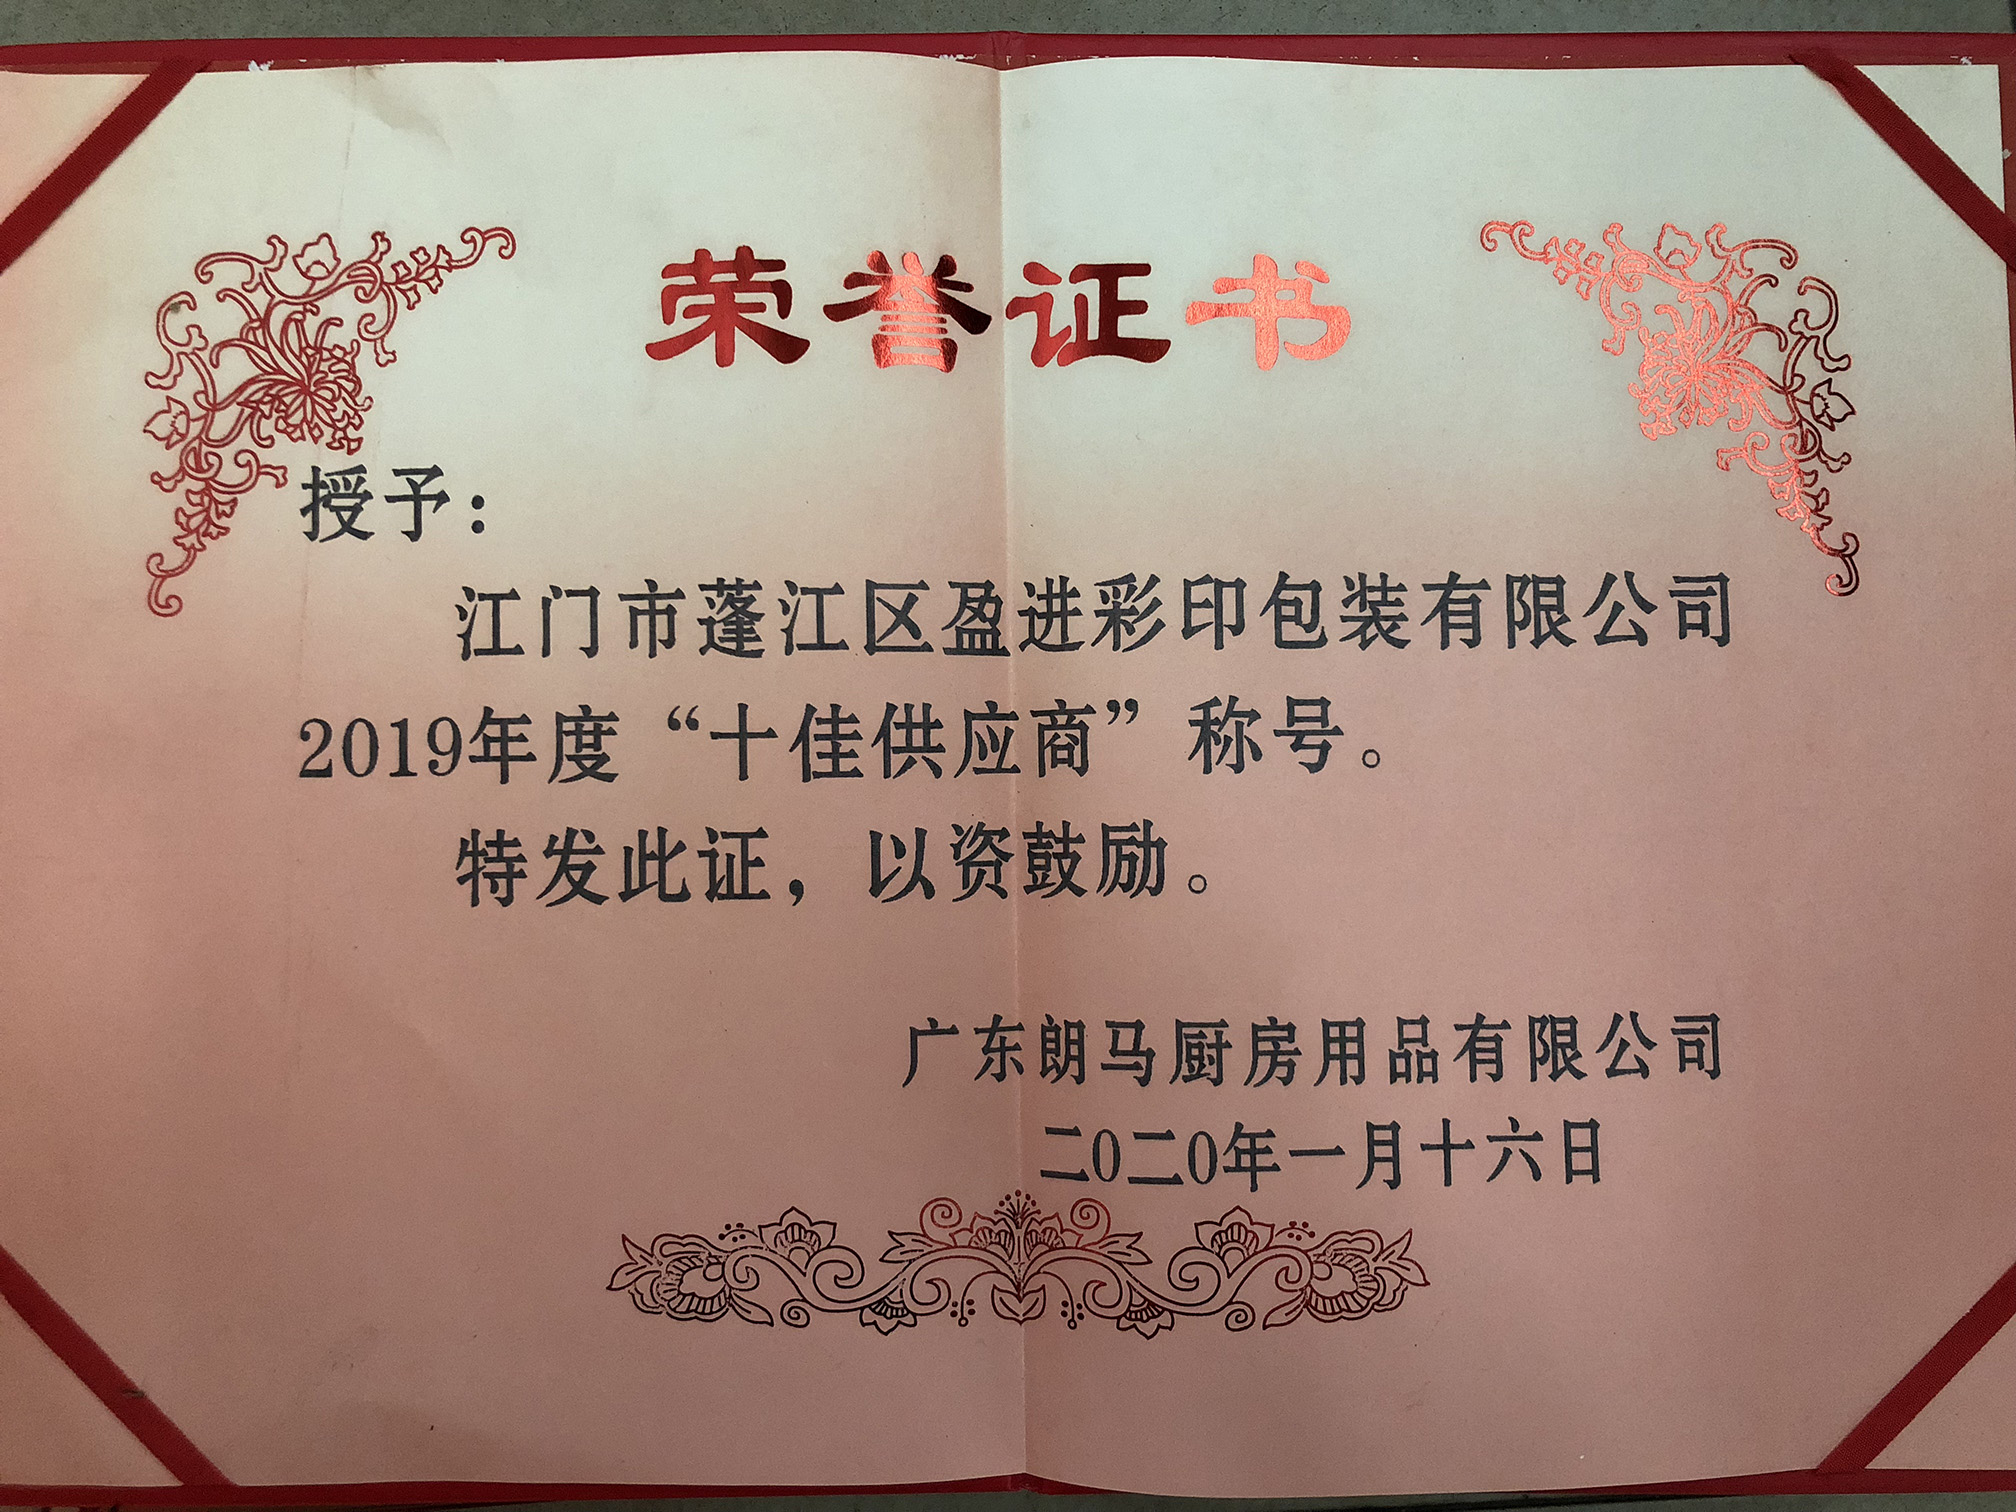 荣誉证书
授予：
江门市蓬江区盈进彩印包装有限公司
2019年度“十佳供应商”称号。
特发此证，以资鼓励。
广东朗马厨房用品有限公司
二0二0年一月十六日